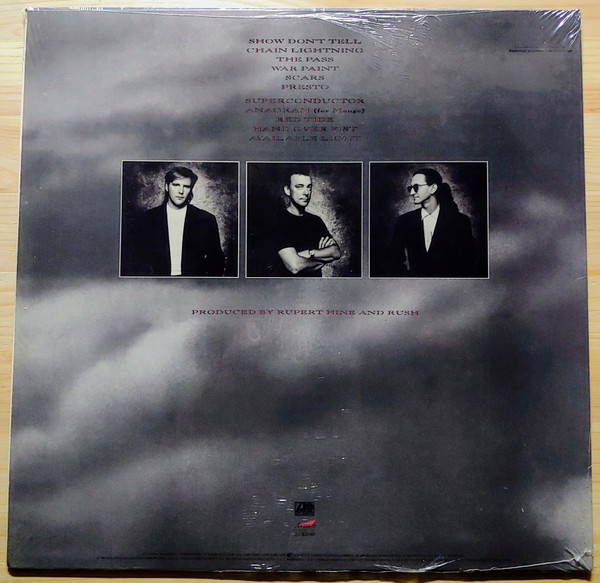 SHOW DON'T TELL
CHAIN LIGHTNING
THE PASS
WAR PAINT
SCARS
PRESTO
SUPERCONDUCTOR
ANAGRAM (for Mongo)
RED TIDE
HAND OVER FIST
AVAILABLE LIGHT
PRODUCED BY RUPERT HINE AND RUSH